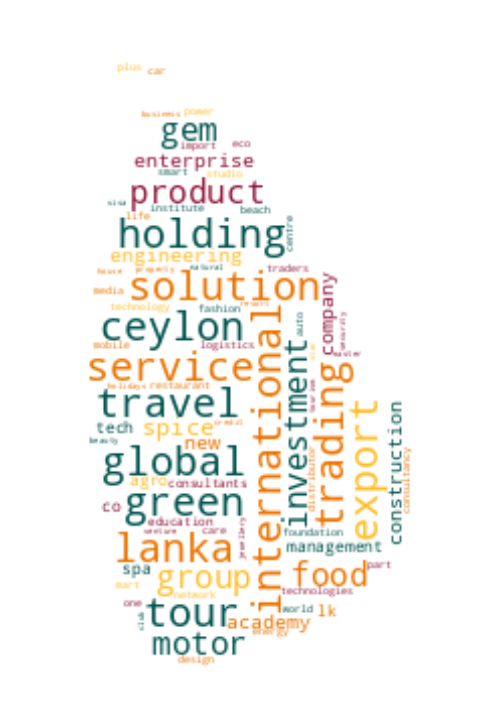 plus car
business power
gem
import eco
enterprise
smart studio
product
visa institute beach
life
holding centre
engineering
house property natural traders
solution
media resort
technology fashion
ceylon auto company security
mobile logistics star master
service
holidays restaurant tourism
travel international investment trading export construction
tech spice credit
beauty new
global distributor consultancy
agro consultants
co green
education
venture care jewellery foundation
lanka management
spa group food part
mart technologies
network
one tour world lk
club academy energy
motor
design